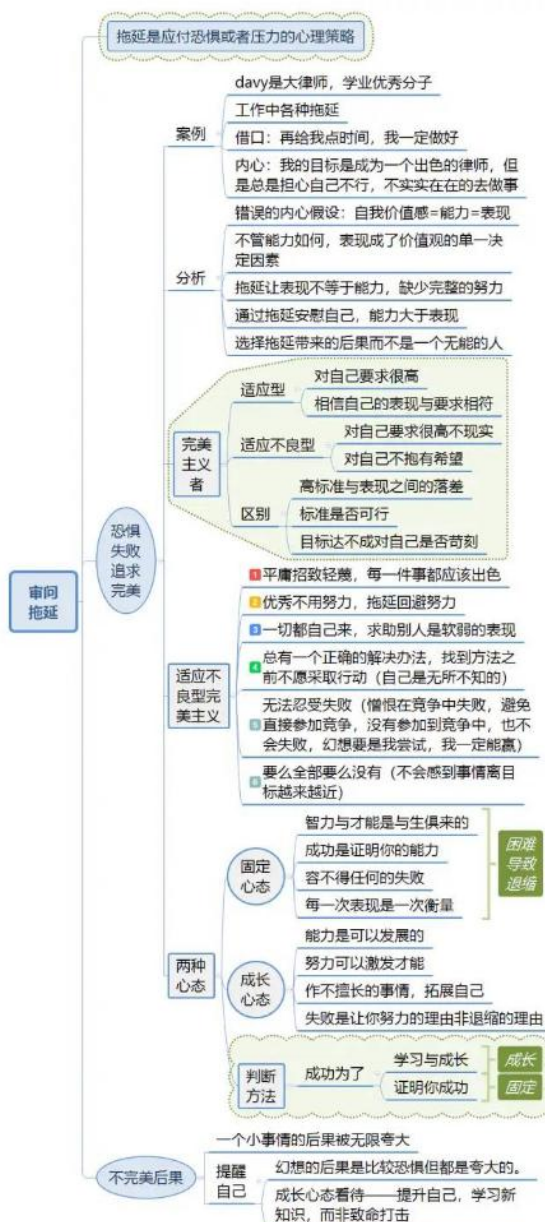 拖延是应付恐惧或者压力的心理策略
审问
拖延
恐惧
失败
追求
完美
案例
davy是大律师，学业优秀分子
工作中各种拖延
借口：再给我点时间，我一定做好
内心：我的目标是成为一个出色的律师，但
是总是担心自己不行，不实实在在的去做事
分析
错误的内心假设：自我价值感=能力=表现
不管能力如何，表现成了价值观的单一决
定因素
拖延让表现不等于能力，缺少完整的努力
通过拖延安慰自己，能力大于表现
选择拖延带来的后果而不是一个无能的人
完美
主义
者
适应型
对自己要求很高
相信自己的表现与要求相符
适应不良型
对自己要求很高不现实
对自己不抱有希望
区别
高标准与表现之间的落差
标准是否可行
目标达不成对自己是否苛刻
适应不
良型完
美主义
1 平庸招致轻蔑，每一件事都应该出色
2 优秀不用努力，拖延回避努力
3 一切都自己来，求助别人是软弱的表现
4 总有一个正确的解决办法，找到方法之
前不愿采取行动（自己是无所不知的）
5 无法忍受失败（憎恨在竞争中失败，避免
直接参加竞争，没有参加到竞争中，也不
会失败，幻想要是我尝试，我一定能赢）
6 要么全部要么没有（不会感到事情离目
标越来越近）
两种
心态
固定
心态
智力与才能是与生俱来的
成功是证明你的能力
容不得任何的失败
每一次表现是一次衡量
困难
导致
退缩
成长
心态
能力是可以发展的
努力可以激发才能
作不擅长的事情，拓展自己
失败是让你努力的理由非退缩的理由
判断
方法
成功为了
学习与成长
成长
证明你成功
固定
不完美后果
一个小事情的后果被无限夸大
提醒
自己
幻想的后果是比较恐惧但都是夸大的。
成长心态看待——提升自己，学习新
知识，而非致命打击